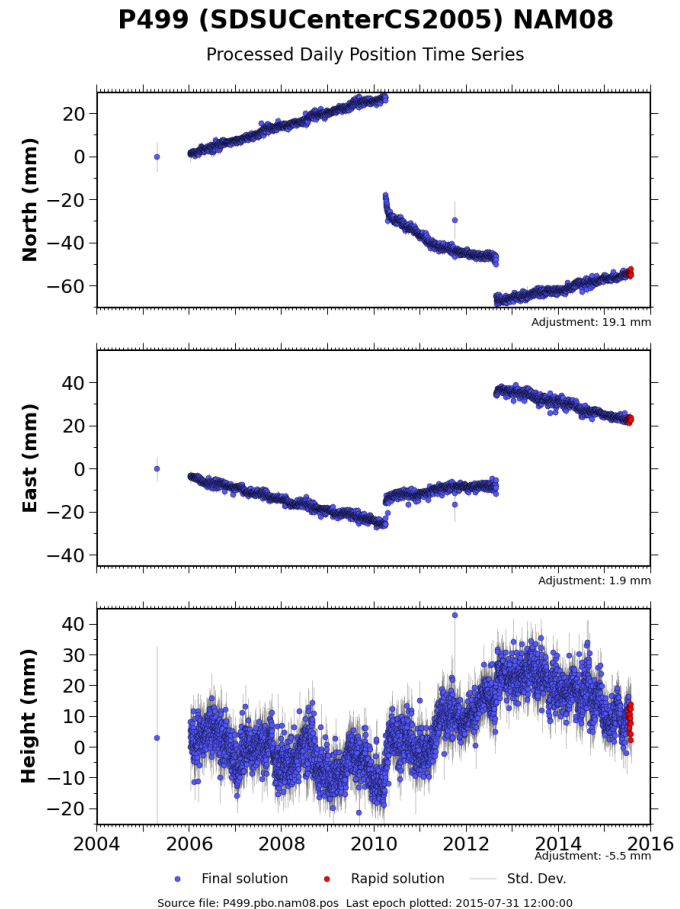 P499 (SDSUCenterCS2005) NAM08
Processed Daily Position Time Series
20
0
−20
−40
−60
North (mm)
Adjustment: 19.1 mm
40
20
0
−20
−40
East (mm)
Adjustment: 1.9 mm
40
30
20
10
0
−10
−20
Height (mm)
2004 2006 2008 2010 2012 2014 2016
Adjustment: -5.5 mm
Final solution Rapid solution Std. Dev.
Source file: P499.pbo.nam08.pos Last epoch plotted: 2015-07-31 12:00:00